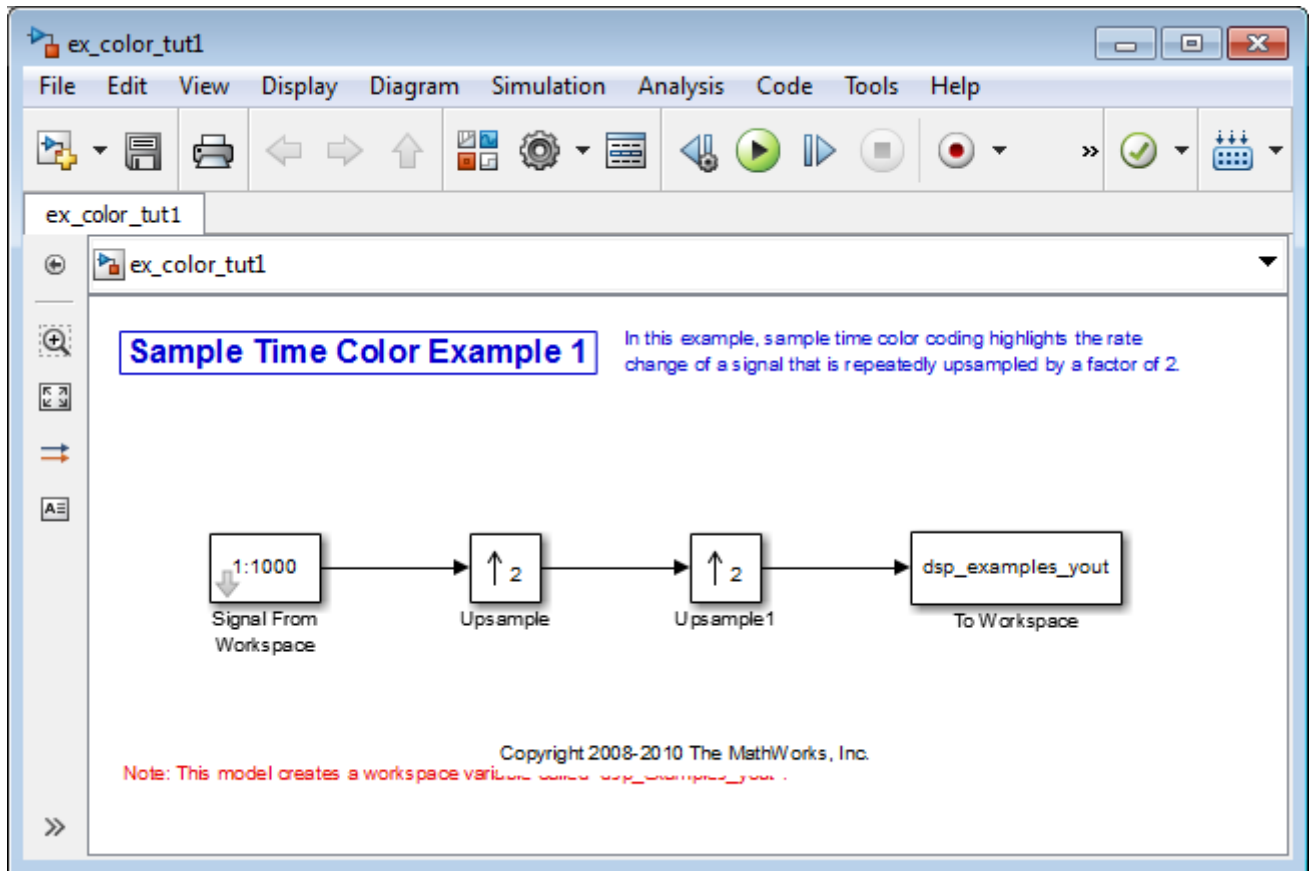 ex_color_tut1
File Edit View Display Diagram Simulation Analysis Code Tools Help
ex_color_tut1
ex_color_tut1
Sample Time Color Example 1
In this example, sample time color coding highlights the rate
change of a signal that is repeatedly upsampled by a factor of 2.
1:1000
2
2
dsp_examples_yout
Signal From
Workspace
Upsample
Upsample1
To Workspace
Copyright 2008-2010 The MathWorks, Inc.
Note: This model creates a workspace variable called "dsp_examples_yout".